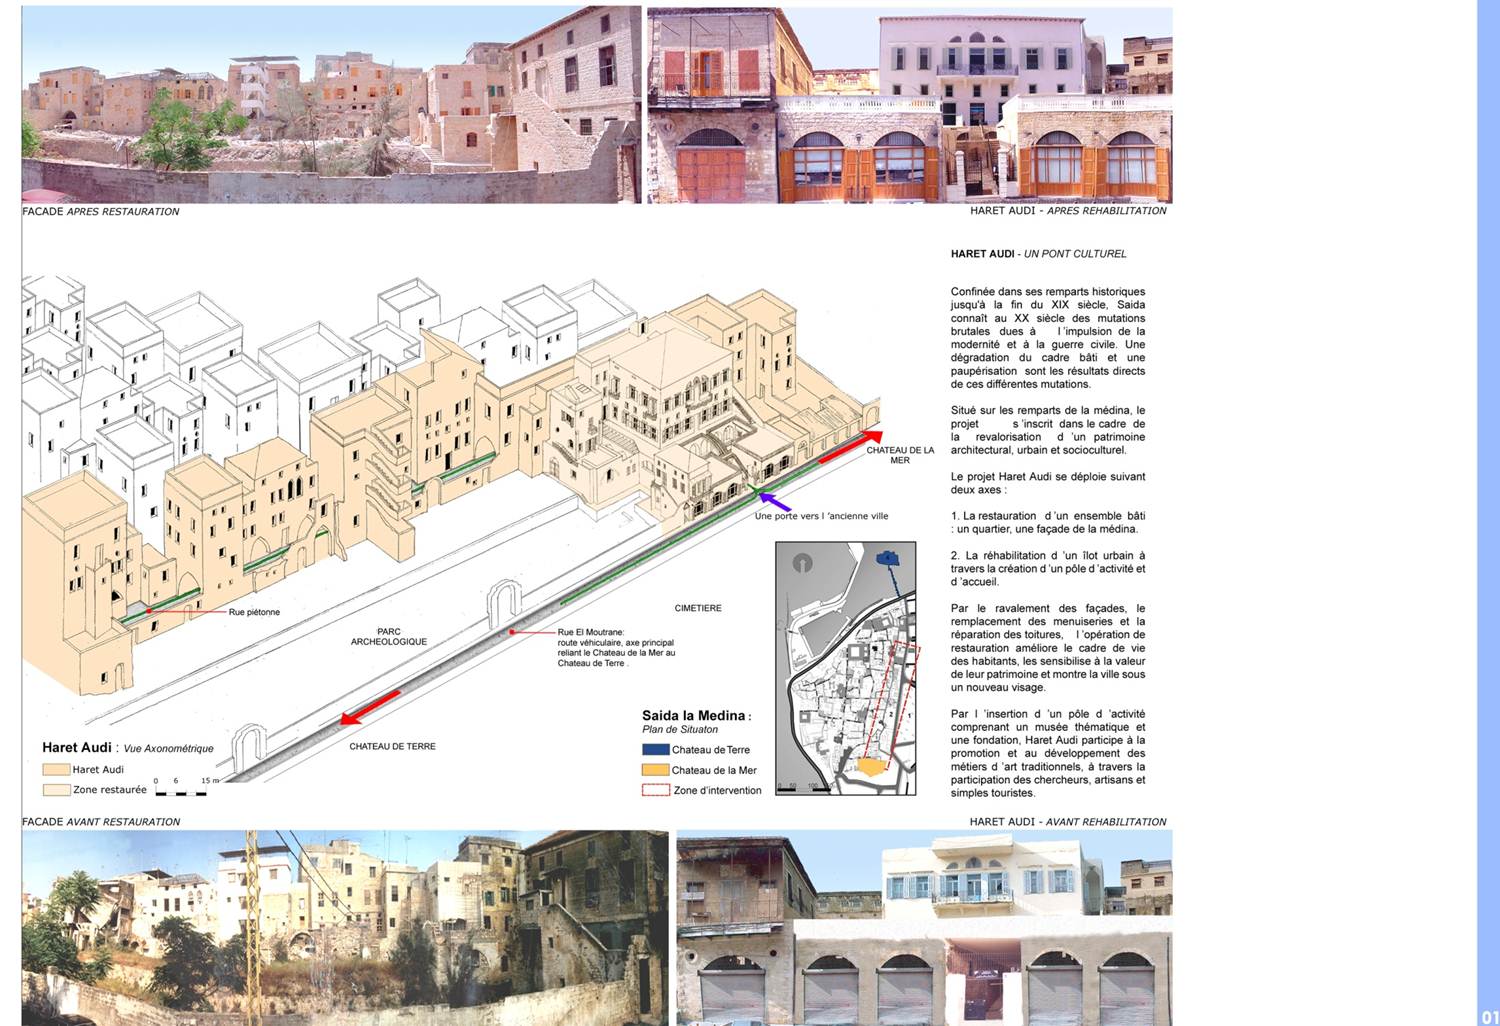 FACADE APRES RESTAURATION
HARET AUDI - APRES REHABILITATION
HARET AUDI - UN PONT CULTUREL
Confinée dans ses remparts historiques
jusqu'à la fin du XIX siècle, Saida
connaît au XX siècle des mutations
brutales dues à l'impulsion de la
modernité et à la guerre civile. Une
dégradation du cadre bâti et une
paupérisation sont les résultats directs
de ces différentes mutations.
Situé sur les remparts de la médina, le
projet s'inscrit dans le cadre de
la revalorisation d'un patrimoine
architectural, urbain et socioculturel.
Le projet Haret Audi se déploie suivant
deux axes :
1. La restauration d'un ensemble bâti
: un quartier, une façade de la médina.
2. La réhabilitation d'un îlot urbain à
travers la création d'un pôle d'activité et
d'accueil.
Par le ravalement des façades, le
remplacement des menuiseries et la
réparation des toitures, l'opération de
restauration améliore le cadre de vie
des habitants, les sensibilise à la valeur
de leur patrimoine et montre la ville sous
un nouveau visage.
Par l'insertion d'un pôle d'activité
comprenant un musée thématique et
une fondation, Haret Audi participe à la
promotion et au développement des
métiers d'art traditionnels, à travers la
participation des chercheurs, artisans et
simples touristes.
CHATEAU DE LA
MER
Une porte vers l'ancienne ville
Rue piétonne
PARC
ARCHEOLOGIQUE
CIMETIERE
Rue El Moutrane:
route véhiculaire, axe principal
reliant le Chateau de la Mer au
Chateau de Terre .
CHATEAU DE TERRE
Haret Audi : Vue Axonométrique
Haret Audi
Zone restaurée
0 6 15 m
Saida la Medina :
Plan de Situaton
Chateau de Terre
Chateau de la Mer
Zone d'intervention
2
1
0 50 100
FACADE AVANT RESTAURATION
HARET AUDI - AVANT REHABILITATION
01